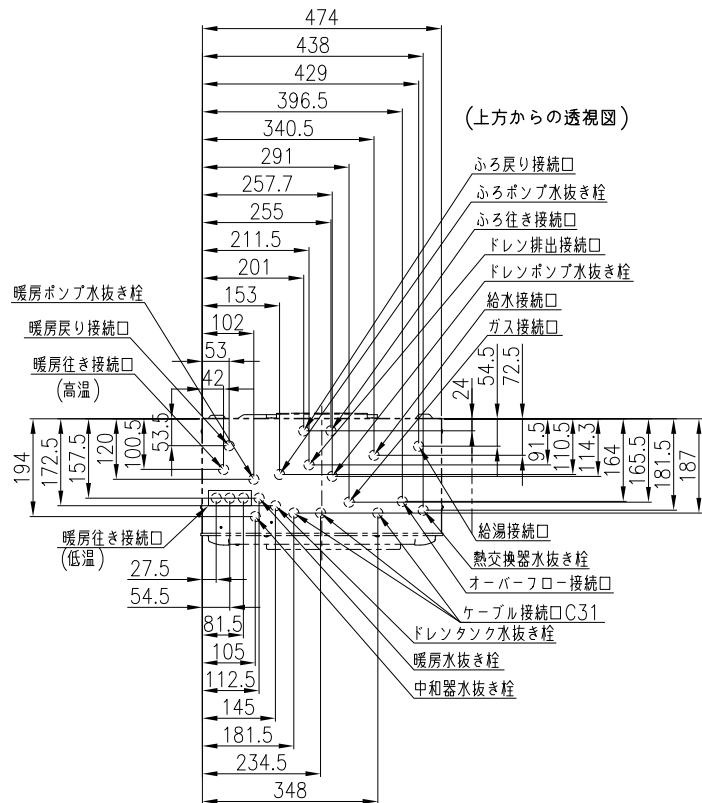 474
438
429
396.5
(上方からの透視図)
340.5
291
ふろ戻り接続口
257.7
ふろポンプ水抜き栓
255
ふろ往き接続口
211.5
ドレン排出接続口
201
ドレンポンプ水抜き栓
暖房ポンプ水抜き栓
153
給水接続口
暖房戻り接続口
102
ガス接続口
暖房往き接続口
(高温)
53
42
24
54.5
72.5
194
172.5
157.5
120
100.5
53.5
91.5
110.5
114.3
164
165.5
181.5
187
暖房往き接続口
(低温)
給湯接続口
熱交換器水抜き栓
27.5
オーバーフロー接続口
54.5
ケーブル接続口C31
81.5
ドレンタンク水抜き栓
105
暖房水抜き栓
112.5
中和器水抜き栓
145
181.5
234.5
348